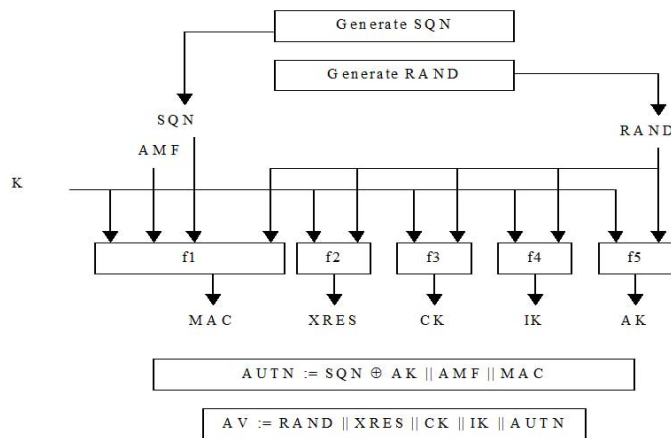 Generate SQN
Generate RAND
SQN
RAND
AMF
K
f1 f2 f3 f4 f5
MAC XRES CK IK AK
AUTN := SQN ⊕ AK || AMF || MAC
AV := RAND || XRES || CK || IK || AUTN